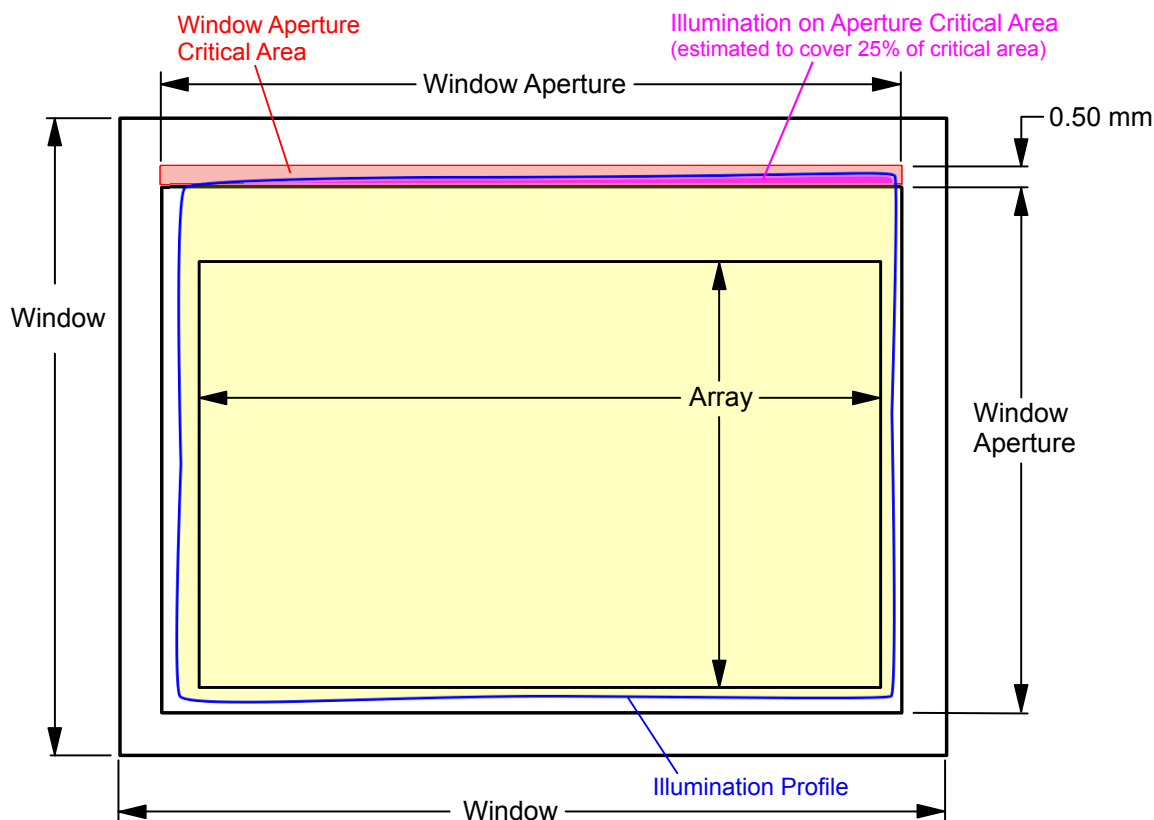 Window Aperture
Critical Area
Illumination on Aperture Critical Area
(estimated to cover 25% of critical area)
Window Aperture
0.50 mm
Window
Array
Window
Aperture
Illumination Profile
Window